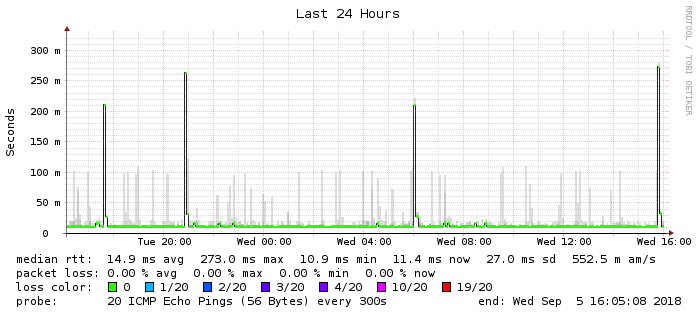 Last 24 Hours
RRDTOOL / TOBI OETIKER
Seconds
300 m
250 m
200 m
150 m
100 m
50 m
0
Tue 20:00 Wed 00:00 Wed 04:00 Wed 08:00 Wed 12:00 Wed 16:00
median rtt: 14.9 ms avg 273.0 ms max 10.9 ms min 11.4 ms now 27.0 ms sd 552.5 m am/s
packet loss: 0.00 % avg 0.00 % max 0.00 % min 0.00 % now
loss color: 0 1/20 2/20 3/20 4/20 10/20 19/20
probe: 20 ICMP Echo Pings (56 Bytes) every 300s end: Wed Sep 5 16:05:08 2018